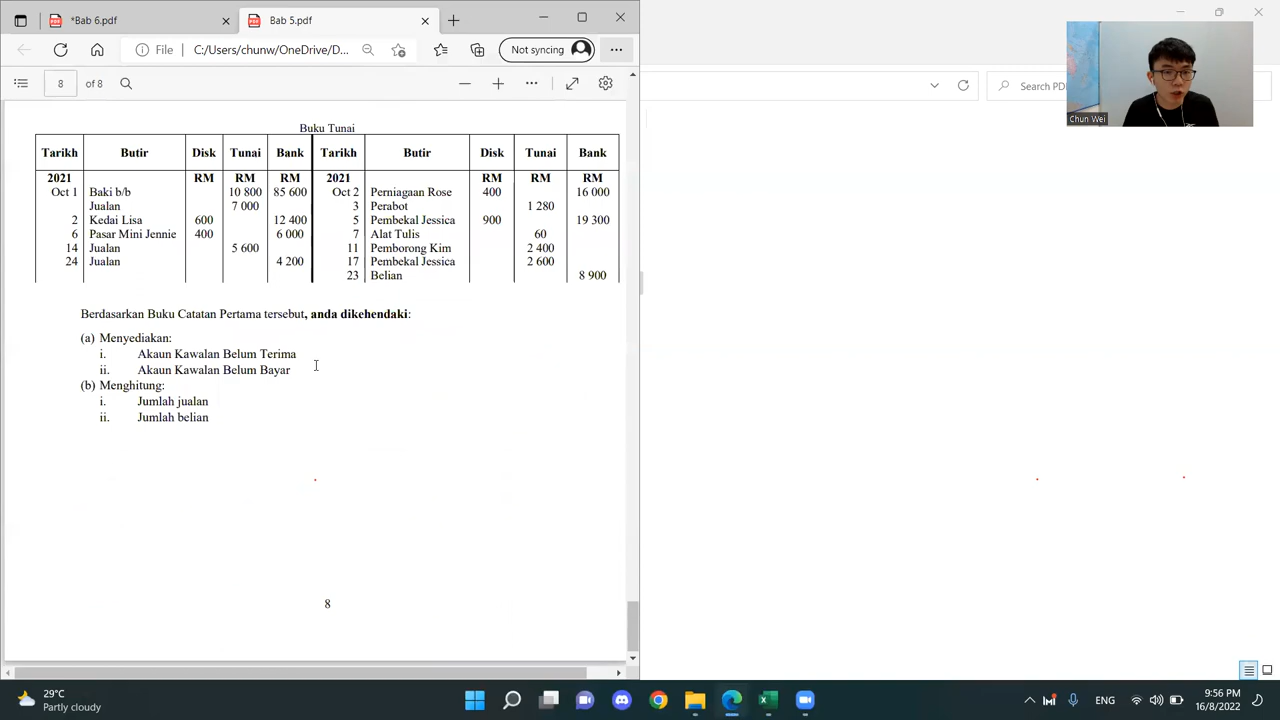 *Bab 6.pdf
Bab 5.pdf
File C:/Users/chunw/OneDrive/D... Not syncing
8 of 8
Search PD
Chun Wei
Buku Tunai
Tarikh Butir Disk Tunai Bank Tarikh Butir Disk Tunai Bank
2021 RM RM RM 2021 RM RM RM
Oct 1 Baki b/b 10 800 85 600 Oct 2 Perniagaan Rose 400 16 000
Jualan 7 000 3 Perabot 1 280
2 Kedai Lisa 600 12 400 5 Pembekal Jessica 900 19 300
6 Pasar Mini Jennie 400 6 000 7 Alat Tulis 60
14 Jualan 5 600 11 Pemborong Kim 2 400
24 Jualan 4 200 17 Pembekal Jessica 2 600
23 Belian 8 900
Berdasarkan Buku Catatan Pertama tersebut, anda dikehendaki:
(a) Menyediakan:
i. Akaun Kawalan Belum Terima
ii. Akaun Kawalan Belum Bayar
(b) Menghitung:
i. Jumlah jualan
ii. Jumlah belian
8
29°C
Partly cloudy
ENG
9:56 PM
16/8/2022